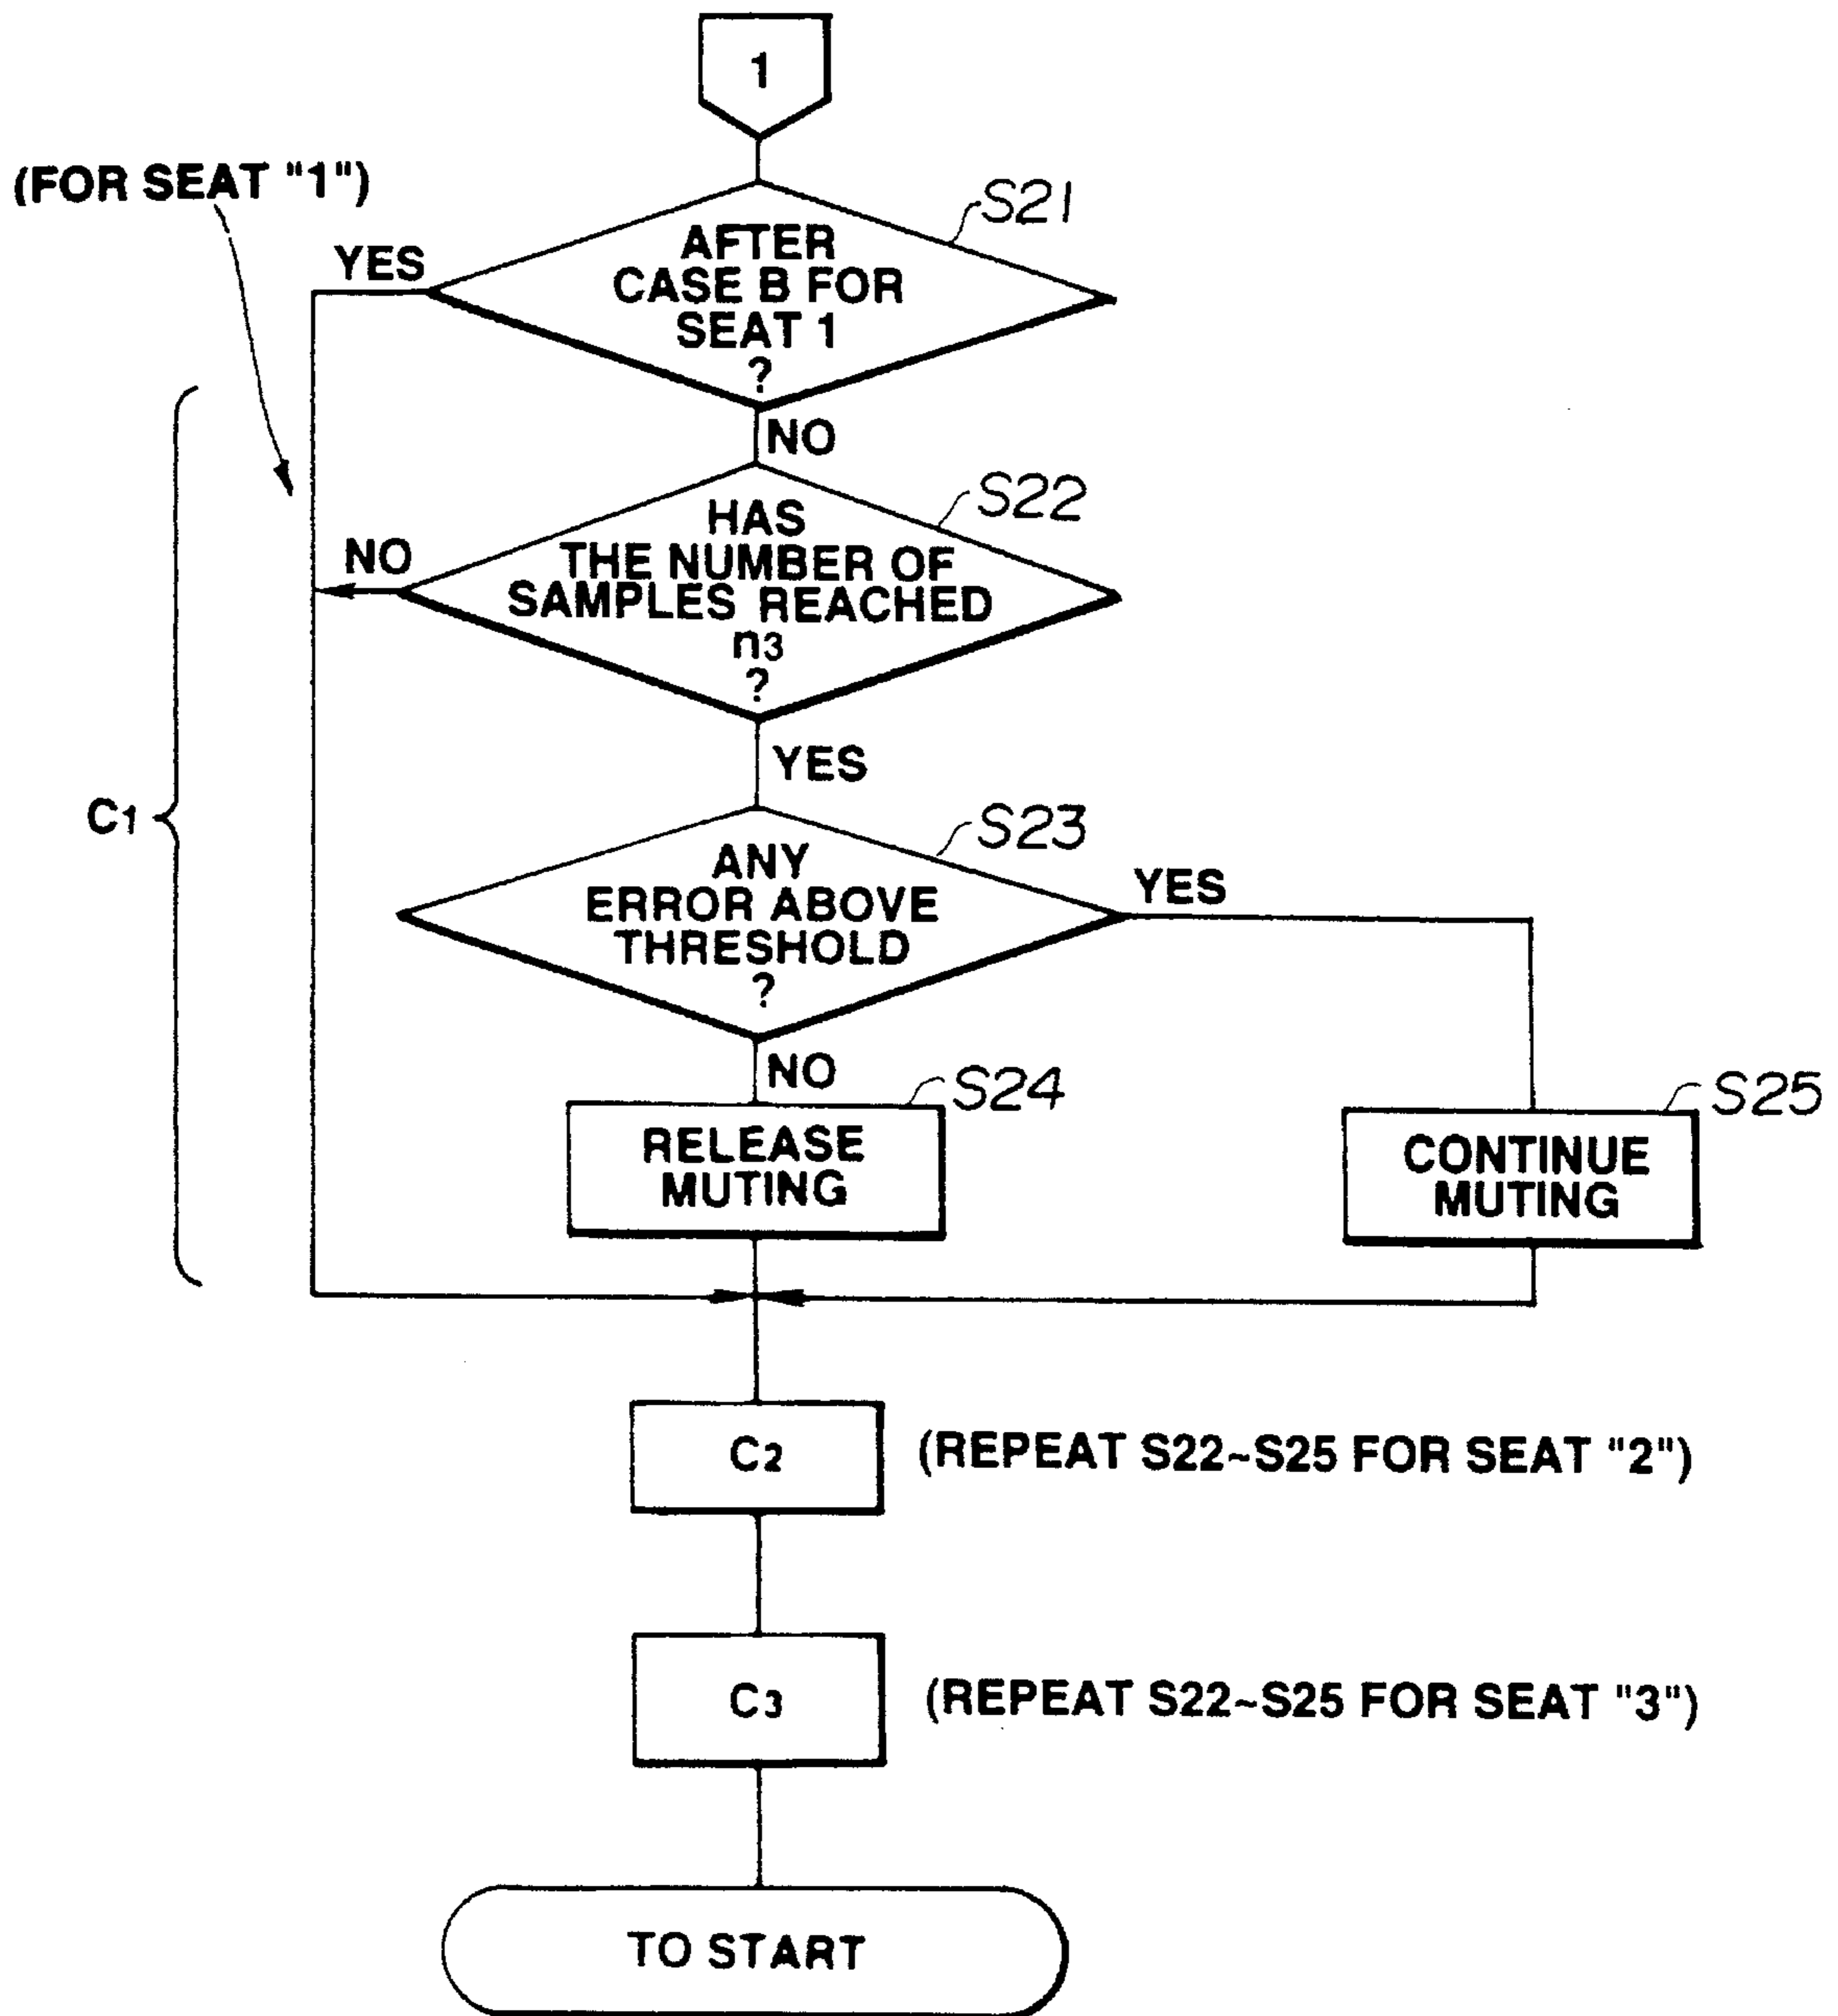 1
(FOR SEAT "1")
S21
YES
AFTER
CASE B FOR
SEAT 1
?
NO
S22
NO
HAS
THE NUMBER OF
SAMPLES REACHED
n3
?
YES
C1
S23
ANY
ERROR ABOVE
THRESHOLD
?
YES
NO
S24
RELEASE
MUTING
S25
CONTINUE
MUTING
C2
(REPEAT S22~S25 FOR SEAT "2")
C3
(REPEAT S22~S25 FOR SEAT "3")
TO START